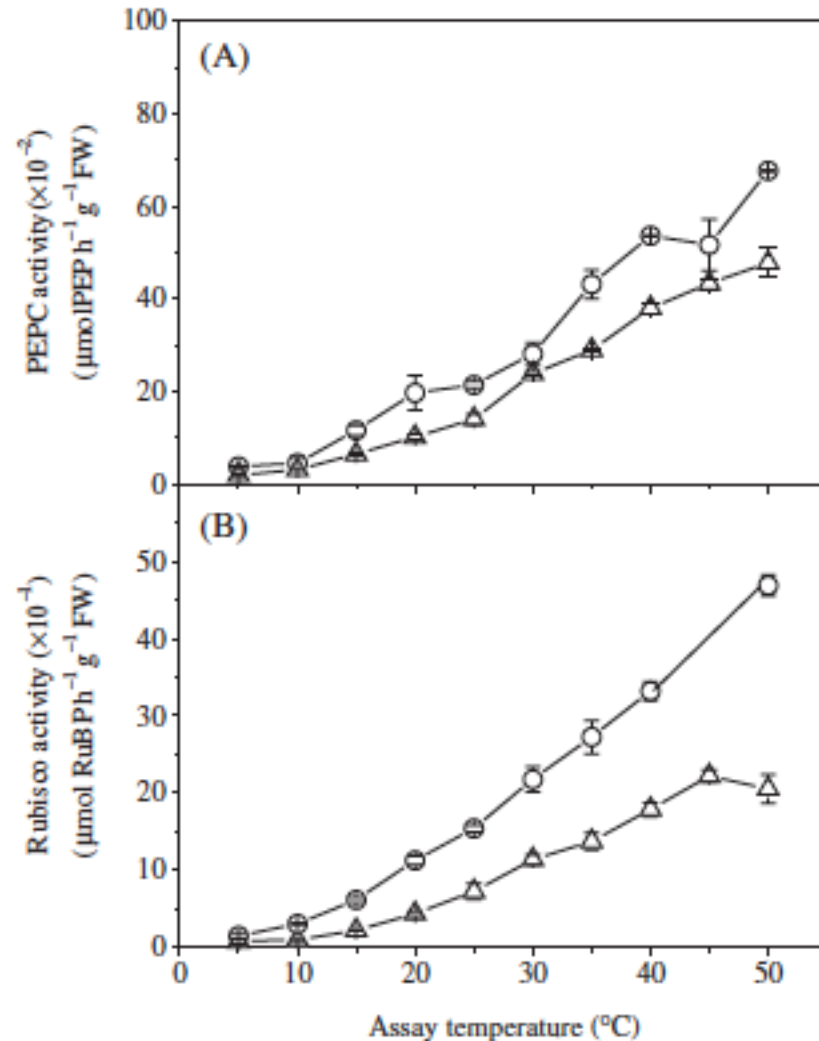 (A)
PEPC activity (×10⁻²)
(μmolPEP h⁻¹ g⁻¹ FW)
100
80
60
40
20
0
(B)
Rubisco activity (×10⁻¹)
(μmol RuBP h⁻¹ g⁻¹ FW)
50
40
30
20
10
0
0 10 20 30 40 50
Assay temperature (°C)